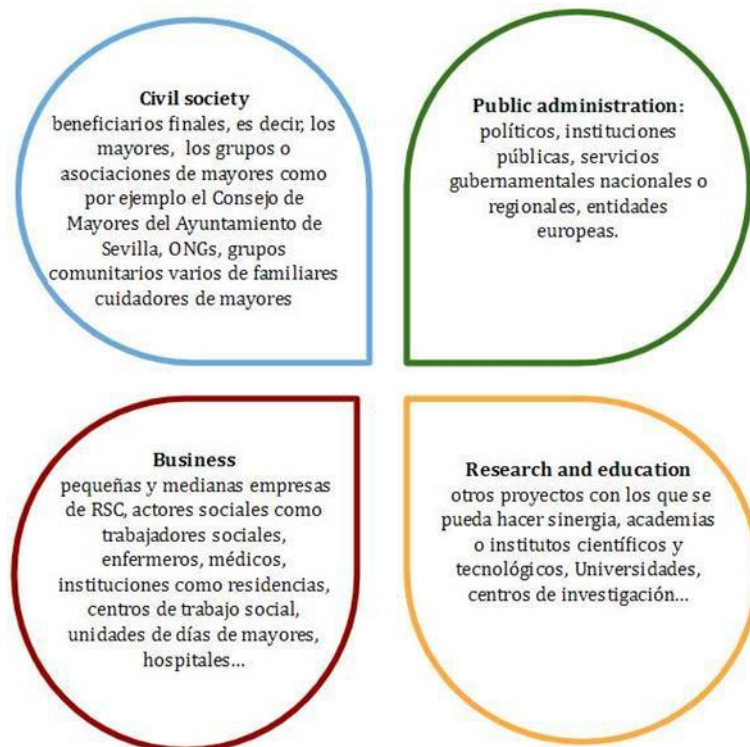 Civil society
beneficiarios finales, es decir, los
mayores, los grupos o
asociaciones de mayores como
por ejemplo el Consejo de
Mayores del Ayuntamiento de
Sevilla, ONGs, grupos
comunitarios varios de familiares
cuidadores de mayores
Public administration:
políticos, instituciones
públicas, servicios
gubernamentales nacionales o
regionales, entidades
europeas.
Business
pequeñas y medianas empresas
de RSC, actores sociales como
trabajadores sociales,
enfermeros, médicos,
instituciones como residencias,
centros de trabajo social,
unidades de días de mayores,
hospitales...
Research and education
otros proyectos con los que se
pueda hacer sinergia, academias
o institutos científicos y
tecnológicos, Universidades,
centros de investigación...